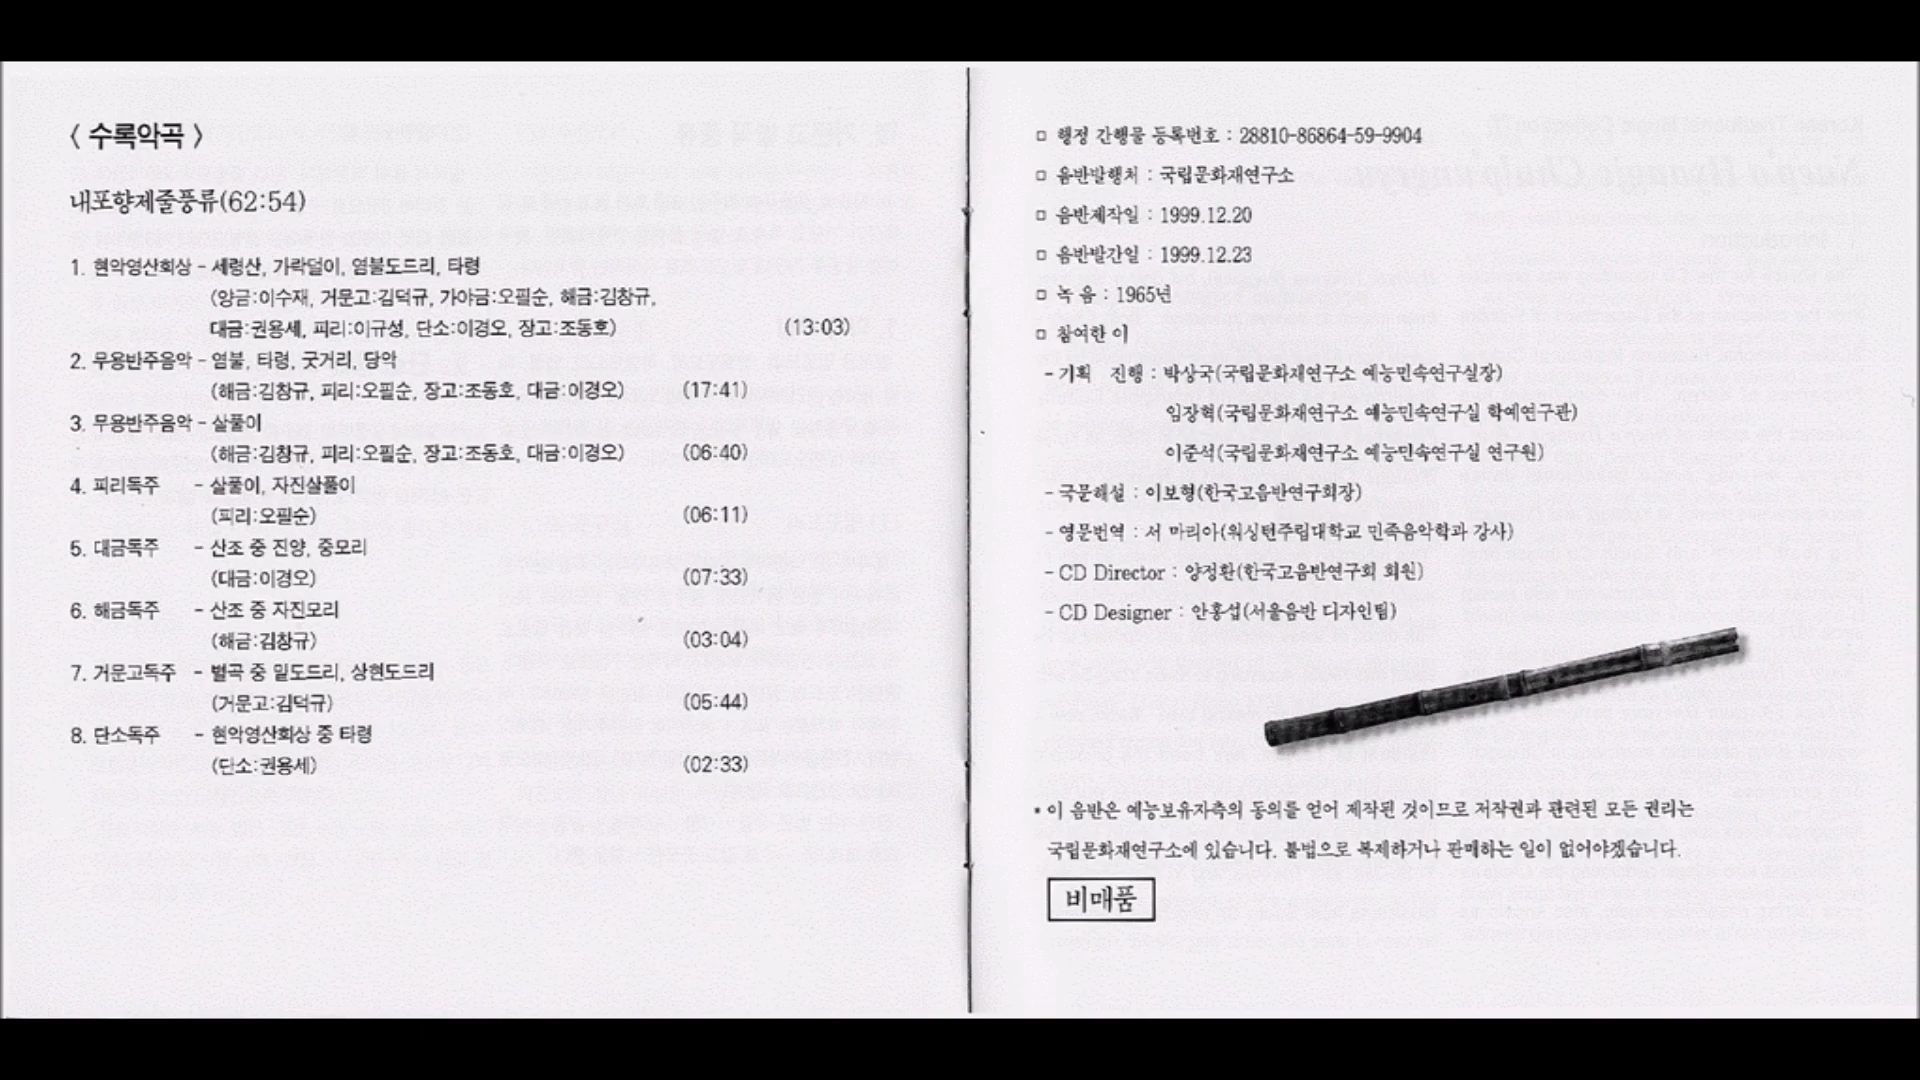 < 수록악곡 >
내포향제줄풍류(62:54)
1. 현악영산회상 - 세령산, 가락덜이, 염불도드리, 타령
(양금:이수재, 거문고:김덕규, 가야금:오필순, 해금:김창규,
대금:권용세, 피리:이규성, 단소:이경오, 장고:조동호) (13:03)
2. 무용반주음악 - 염불, 타령, 굿거리, 당악
(해금:김창규, 피리:오필순, 장고:조동호, 대금:이경오) (17:41)
3. 무용반주음악 - 살풀이
(해금:김창규, 피리:오필순, 장고:조동호, 대금:이경오) (06:40)
4. 피리독주 - 살풀이, 자진살풀이
(피리:오필순) (06:11)
5. 대금독주 - 산조 중 진양, 중모리
(대금:이경오) (07:33)
6. 해금독주 - 산조 중 자진모리
(해금:김창규) (03:04)
7. 거문고독주 - 별곡 중 밑도드리, 상현도드리
(거문고:김덕규) (05:44)
8. 단소독주 - 현악영산회상 중 타령
(단소:권용세) (02:33)
□ 행정 간행물 등록번호 : 28810-86864-59-9904
□ 음반발행처 : 국립문화재연구소
□ 음반제작일 : 1999.12.20
□ 음반발간일 : 1999.12.23
□ 녹 음 : 1965년
□ 참여한 이
- 기획 진행 : 박상국(국립문화재연구소 예능민속연구실장)
임장혁(국립문화재연구소 예능민속연구실 학예연구관)
이준석(국립문화재연구소 예능민속연구실 연구원)
- 국문해설 : 이보형(한국고음반연구회장)
- 영문번역 : 서 마리아(워싱턴주립대학교 민족음악학과 강사)
- CD Director : 양정환(한국고음반연구회 회원)
- CD Designer : 안홍섭(서울음반 디자인팀)
* 이 음반은 예능보유자측의 동의를 얻어 제작된 것이므로 저작권과 관련된 모든 권리는
국립문화재연구소에 있습니다. 불법으로 복제하거나 판매하는 일이 없어야겠습니다.
비매품